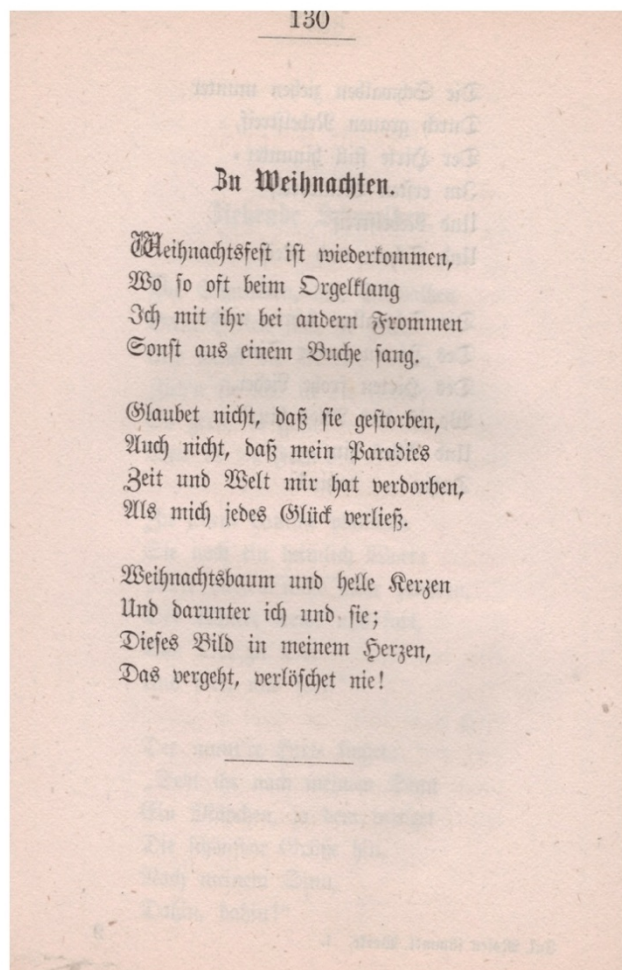 130
Zu Weihnachten.
Weihnachtsfest ist wiederkommen,
Wo so oft beim Orgelklang
Ich mit ihr bei andern Frommen
Sonst aus einem Buche sang.
Glaubet nicht, daß sie gestorben,
Auch nicht, daß mein Paradies
Zeit und Welt mir hat verdorben,
Als mich jedes Glück verließ.
Weihnachtsbaum und helle Kerzen
Und darunter ich und sie;
Dieses Bild in meinem Herzen,
Das vergeht, verlöschet nie!